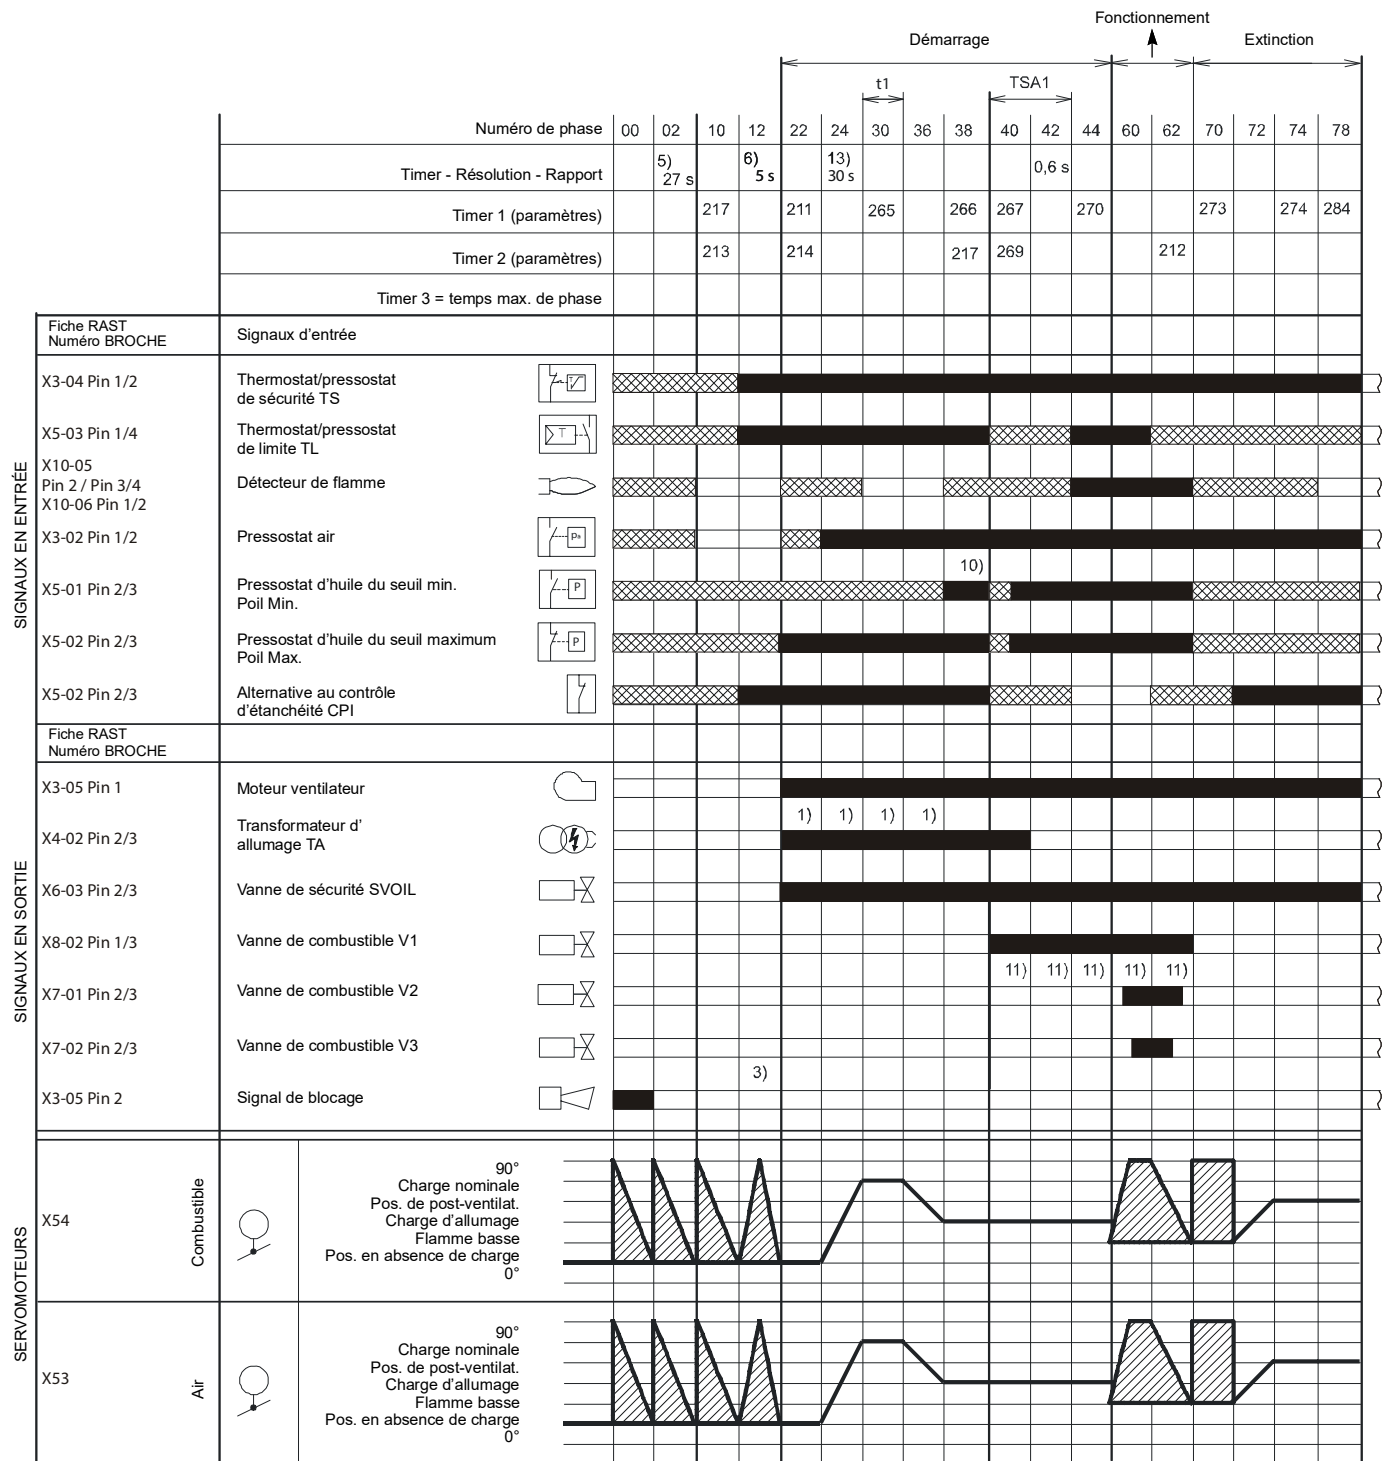 Fonctionnement
Démarrage
Extinction
t1
TSA1
Numéro de phase 00 02 10 12 22 24 30 36 38 40 42 44 60 62 70 72 74 78
Timer - Résolution - Rapport 5) 27 s 6) 5 s 13) 30 s 0,6 s
Timer 1 (paramètres) 217 211 265 266 267 270 273 274 284
Timer 2 (paramètres) 213 214 217 269 212
Timer 3 = temps max. de phase
SIGNAUX EN ENTRÉE
Fiche RAST
Numéro BROCHE
Signaux d'entrée
X3-04 Pin 1/2
Thermostat/pressostat
de sécurité TS
X5-03 Pin 1/4
Thermostat/pressostat
de limite TL
T
X10-05
Pin 2 / Pin 3/4
X10-06 Pin 1/2
Détecteur de flamme
X3-02 Pin 1/2
Pressostat air
Pa
10)
X5-01 Pin 2/3
Pressostat d'huile du seuil min.
Poil Min.
P
X5-02 Pin 2/3
Pressostat d'huile du seuil maximum
Poil Max.
P
X5-02 Pin 2/3
Alternative au contrôle
d'étanchéité CPI
SIGNAUX EN SORTIE
Fiche RAST
Numéro BROCHE
X3-05 Pin 1
Moteur ventilateur
1) 1) 1) 1)
X4-02 Pin 2/3
Transformateur d'
allumage TA
X6-03 Pin 2/3
Vanne de sécurité SVOIL
X8-02 Pin 1/3
Vanne de combustible V1
11) 11) 11) 11) 11)
X7-01 Pin 2/3
Vanne de combustible V2
X7-02 Pin 2/3
Vanne de combustible V3
3)
X3-05 Pin 2
Signal de blocage
SERVOMOTEURS
X54
Combustible
90°
Charge nominale
Pos. de post-ventilat.
Charge d'allumage
Flamme basse
Pos. en absence de charge
0°
X53
Air
90°
Charge nominale
Pos. de post-ventilat.
Charge d'allumage
Flamme basse
Pos. en absence de charge
0°